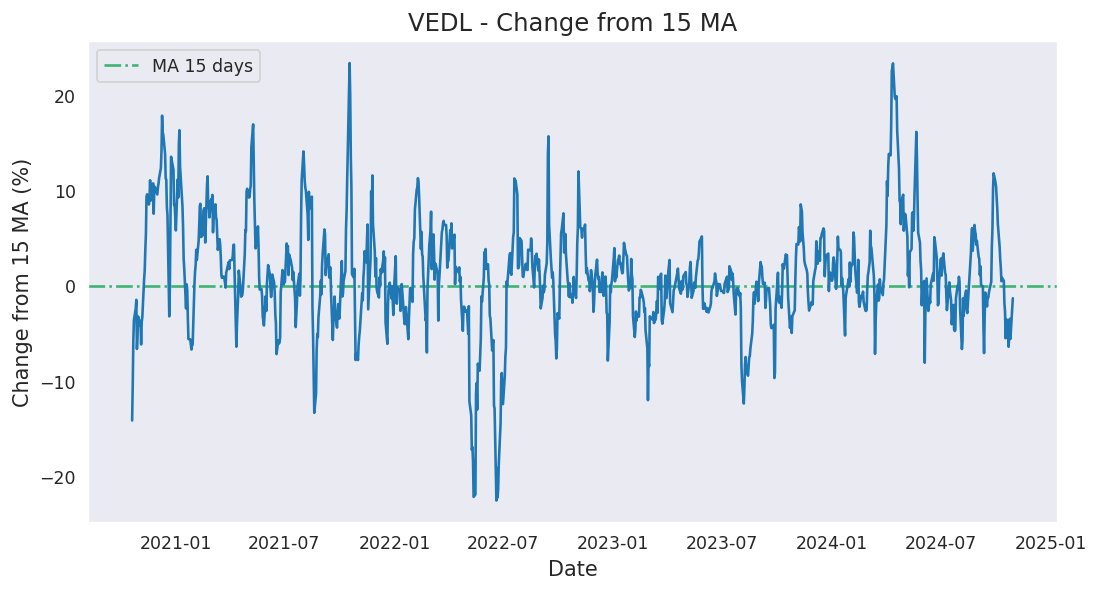 VEDL - Change from 15 MA
MA 15 days
Change from 15 MA (%)
20
10
0
−10
−20
2021-01 2021-07 2022-01 2022-07 2023-01 2023-07 2024-01 2024-07 2025-01
Date